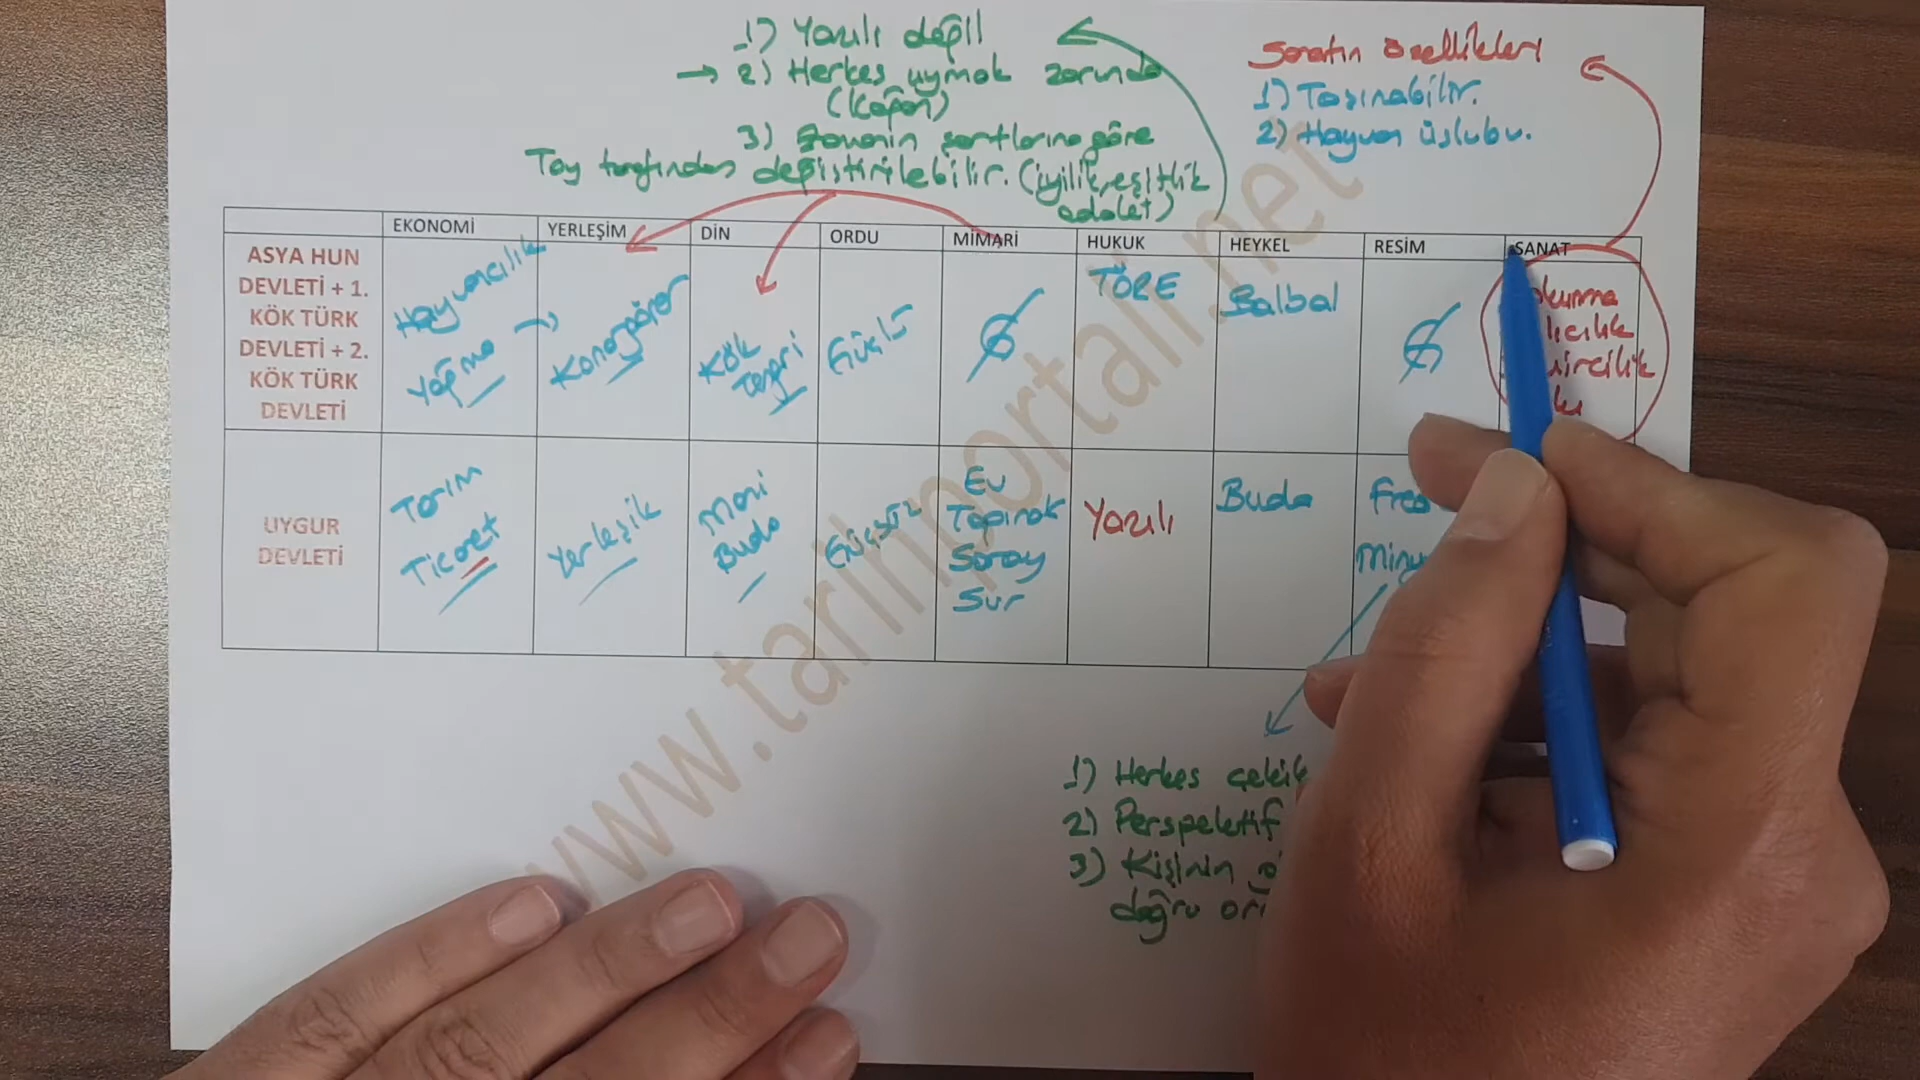 1) Yazılı değil
→ 2) Herkes uymak zorunda
(Kağan)
3) Zamanın şartlarına göre
Toy tarafından değiştirilebilir. (iyilik, eşitlik
adalet)
Sanatın özellikleri
1) Taşınabilir.
2) Hayvan üslubu.
EKONOMİ YERLEŞİM DİN ORDU MİMARİ HUKUK HEYKEL RESİM SANAT
ASYA HUN
DEVLETİ + 1.
KÖK TÜRK
DEVLETİ + 2.
KÖK TÜRK
DEVLETİ
Hayvancılık
Yağma
Konargöçer
Kök
Tengri
Güçlü
TÖRE
Balbal
UYGUR
DEVLETİ
Tarım
Ticaret
Yerleşik
Mani
Buda
Güçsüz
Ev
Tapınak
Saray
Sur
Yazılı
Buda
1) Herkes
2) Perspektif
3) Kişinin
doğru
www.tarihportali.net